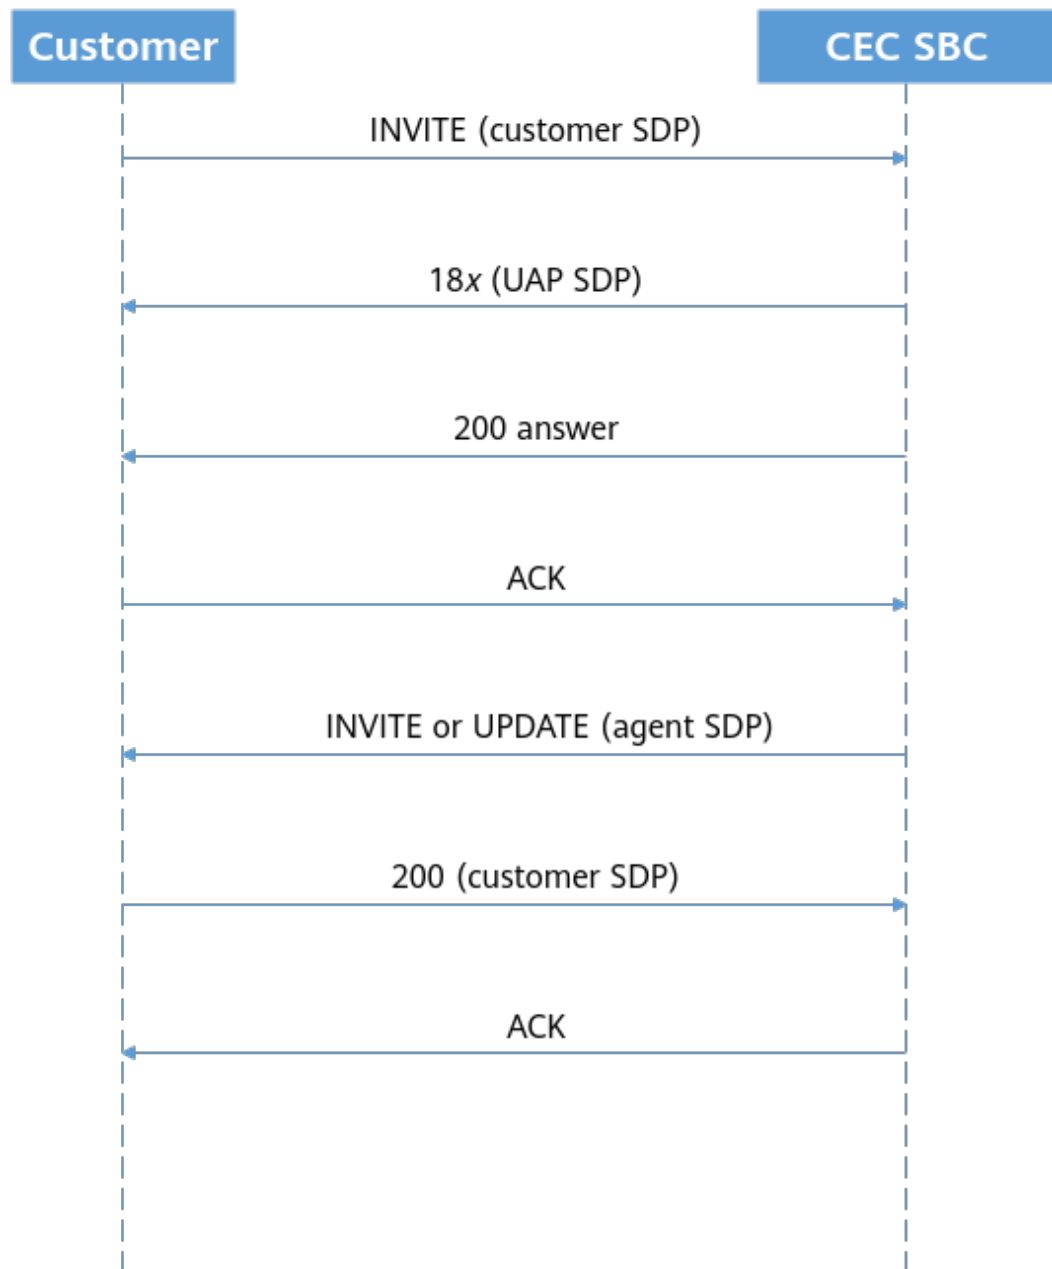 Customer
CEC SBC
INVITE (customer SDP)
18x (UAP SDP)
200 answer
ACK
INVITE or UPDATE (agent SDP)
200 (customer SDP)
ACK